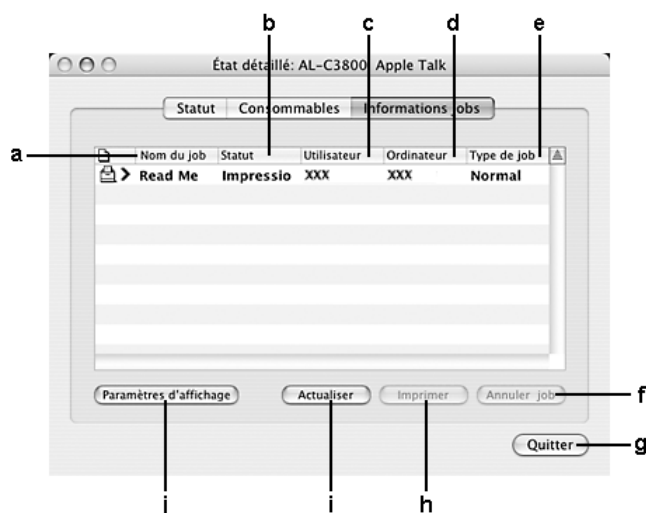 b c d e
État détaillé: AL-C3800, Apple Talk
Statut Consommables Informations jobs
a
Nom du job Statut Utilisateur Ordinateur Type de job
Read Me Impressio XXX XXX Normal
Paramètres d'affichage Actualiser Imprimer Annuler job
f
Quitter
g
j i h